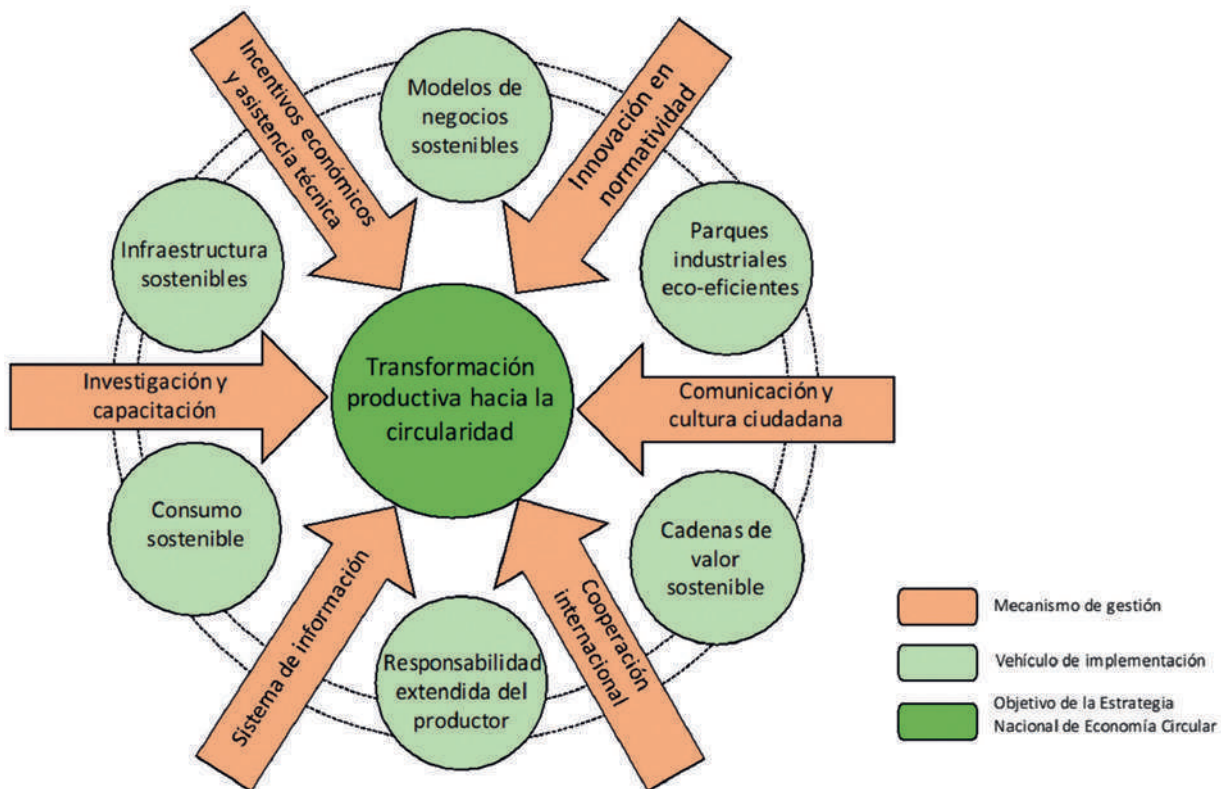 Incentivos económicos
y asistencia técnica
Modelos de
negocios
sostenibles
Innovación en
normatividad
Infraestructura
sostenibles
Parques
industriales
eco-eficientes
Investigación y
capacitación
Transformación
productiva hacia la
circularidad
Comunicación y
cultura ciudadana
Consumo
sostenible
Cadenas de
valor
sostenible
Sistema de información
Responsabilidad
extendida del
productor
Cooperación
internacional
Mecanismo de gestión
Vehículo de implementación
Objetivo de la Estrategia
Nacional de Economía Circular